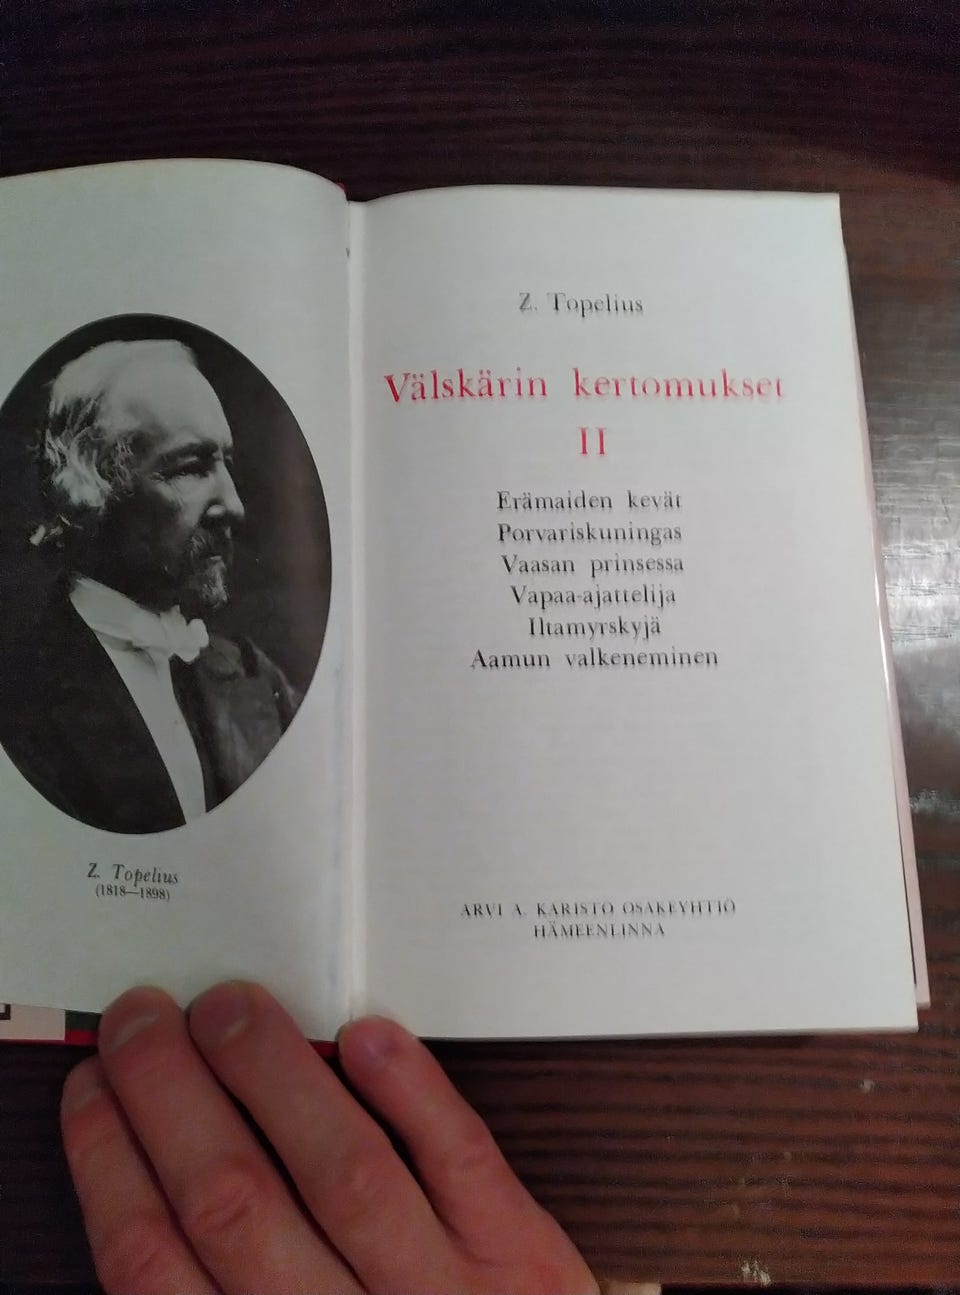 Z. Topelius
(1818—1898)
Z. Topelius
Välskärin kertomukset
II
Erämaiden kevät
Porvariskuningas
Vaasan prinsessa
Vapaa-ajattelija
Iltamyrskyjä
Aamun valkeneminen
ARVI A. KARISTO OSAKEYHTIÖ
HÄMEENLINNA